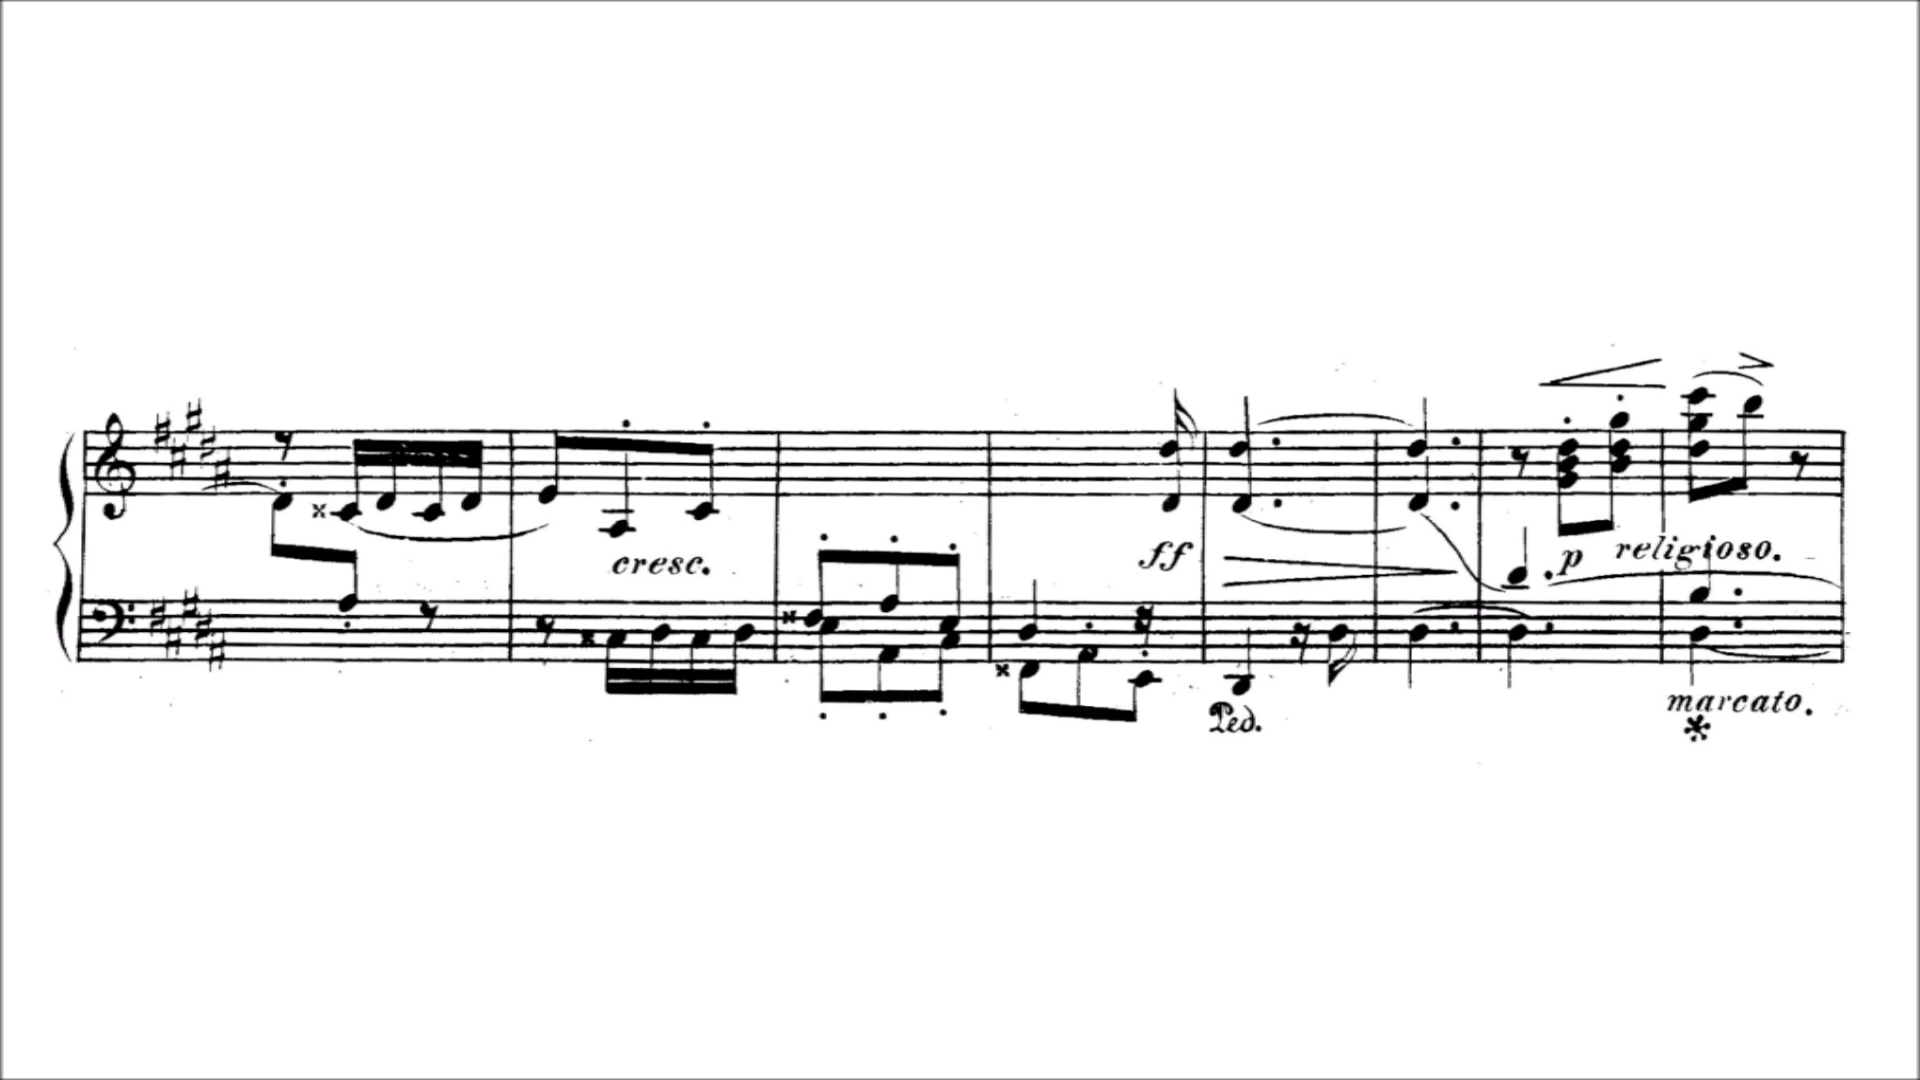 cresc.
ff
p religioso.
Ped.
marcato.